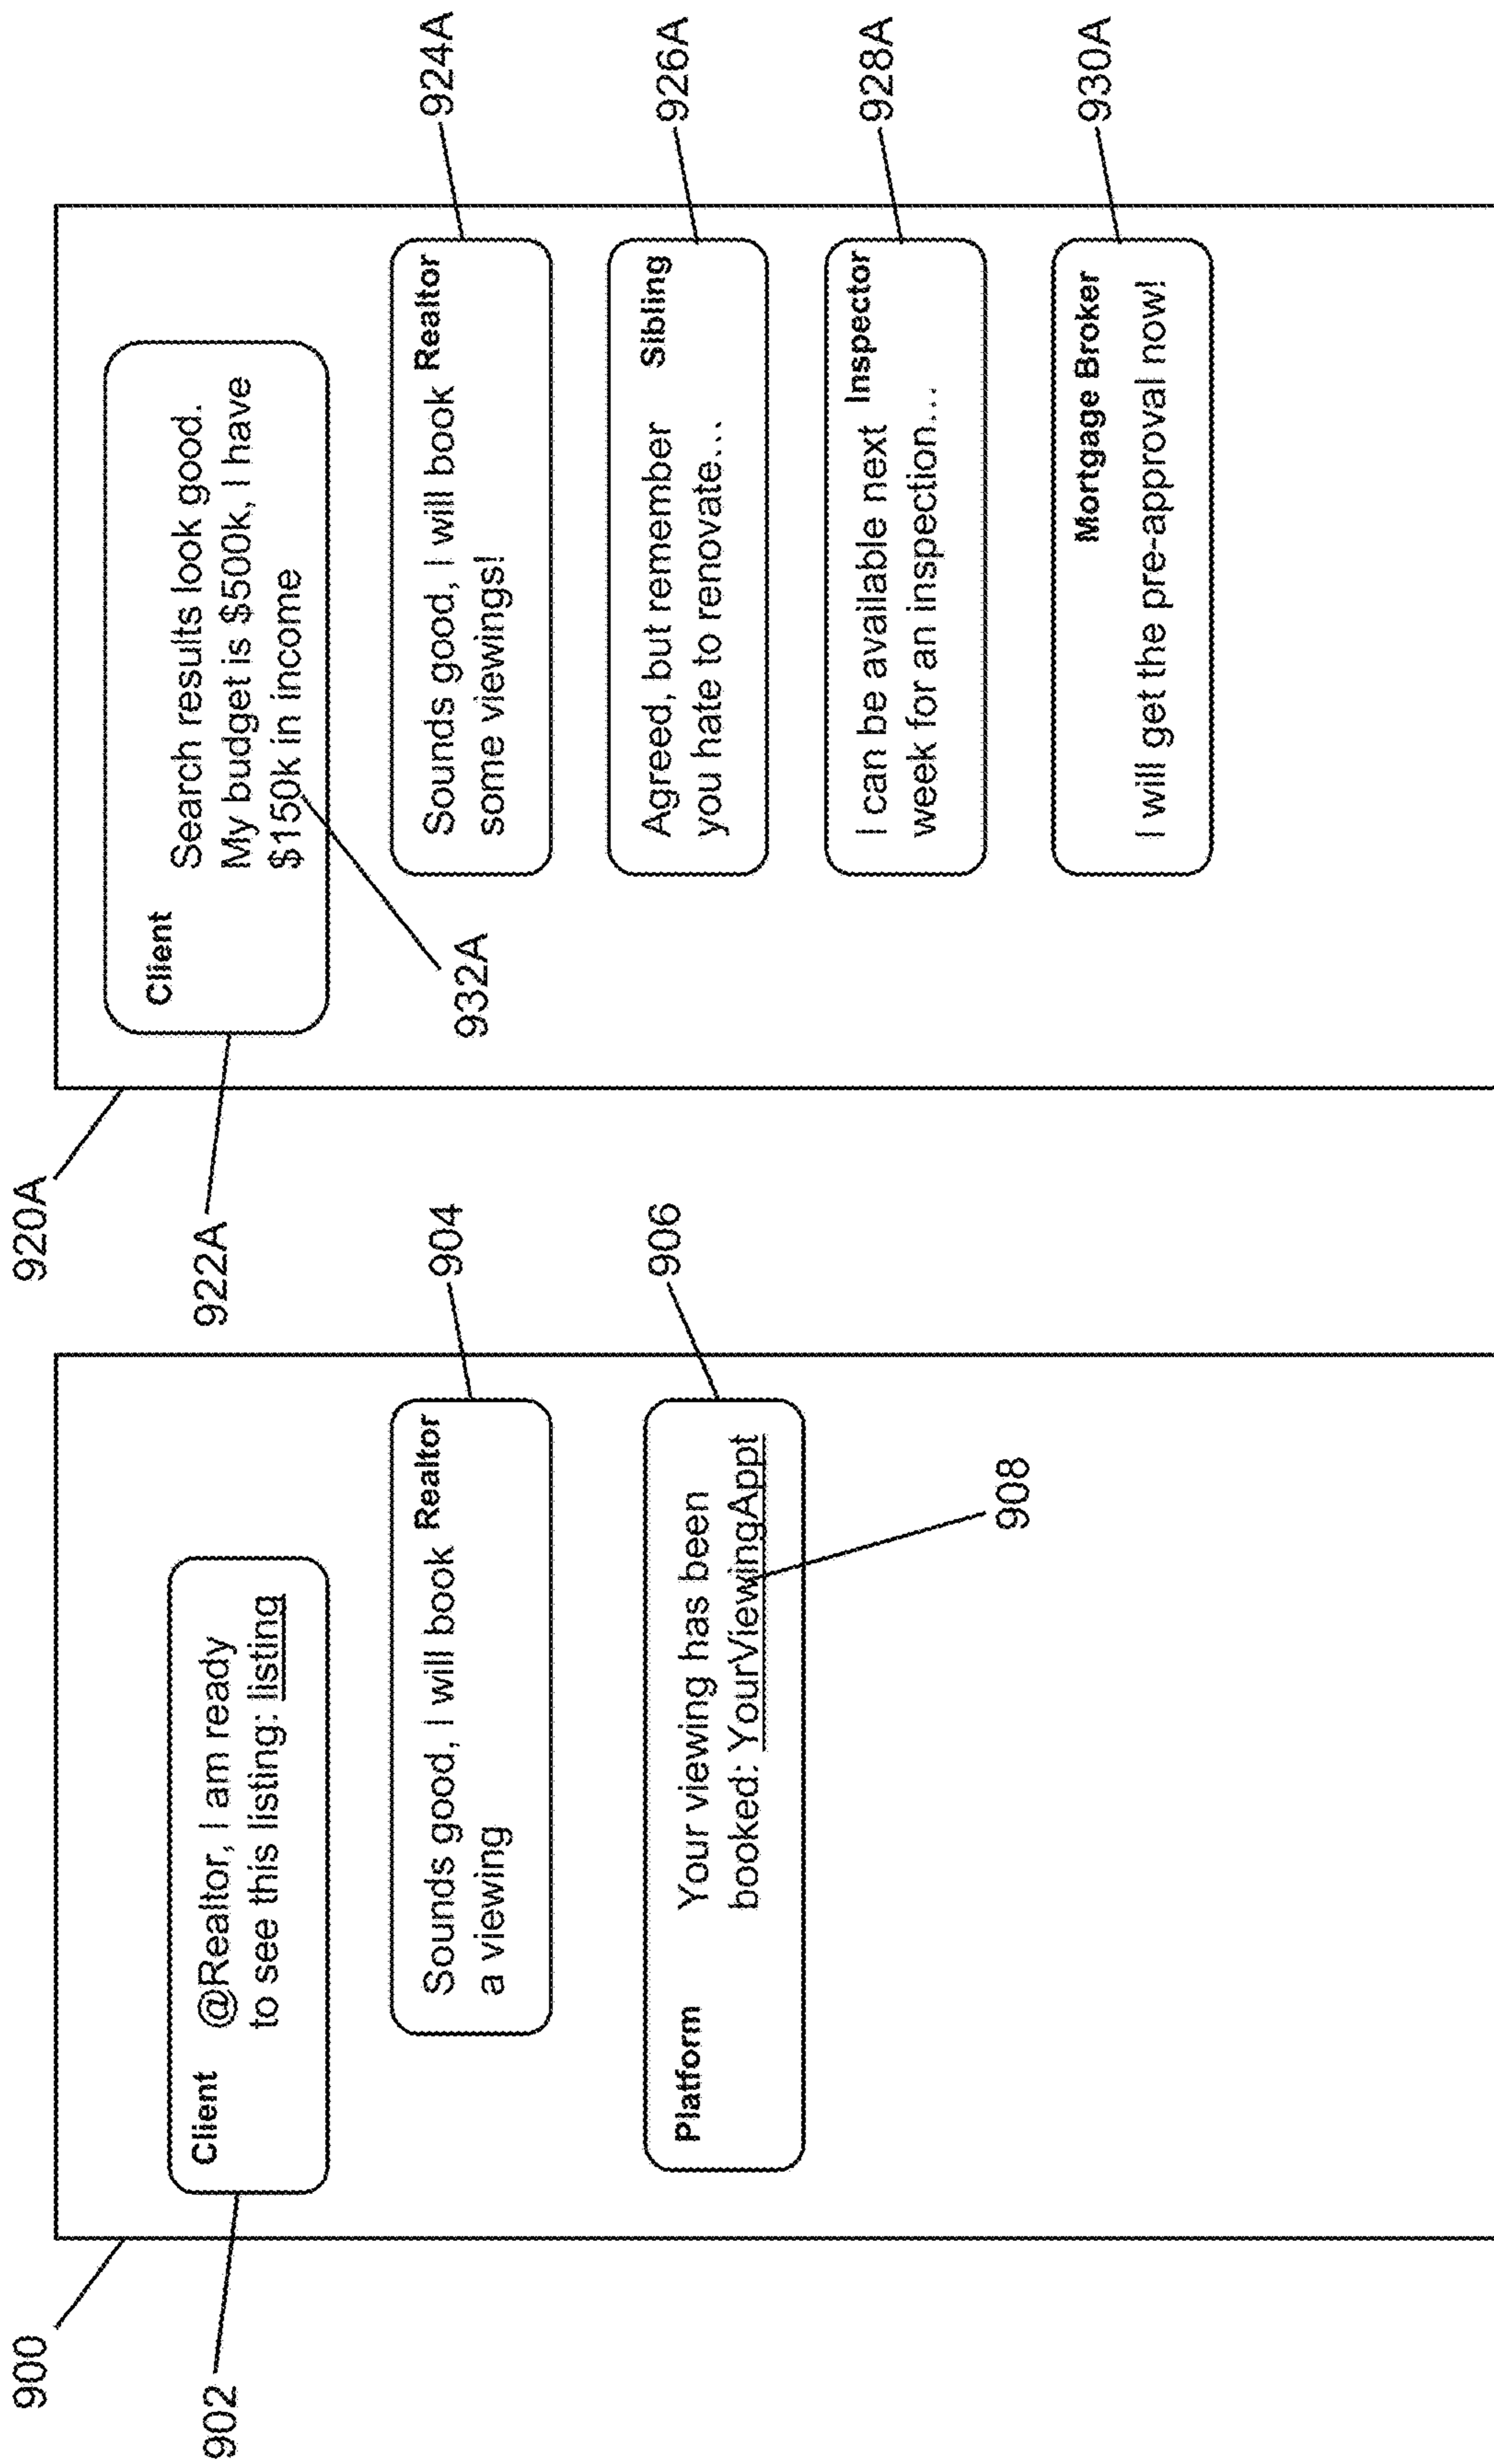 900
902
Client
@Realtor, I am ready
to see this listing: listing
904
Realtor
Sounds good, I will book
a viewing
906
Platform
Your viewing has been
booked: YourViewingAppt
908
920A
922A
Client
Search results look good.
My budget is $500k, I have
$150k in income
932A
924A
Realtor
Sounds good, I will book
some viewings!
926A
Sibling
Agreed, but remember
you hate to renovate...
928A
Inspector
I can be available next
week for an inspection...
930A
Mortgage Broker
I will get the pre-approval now!